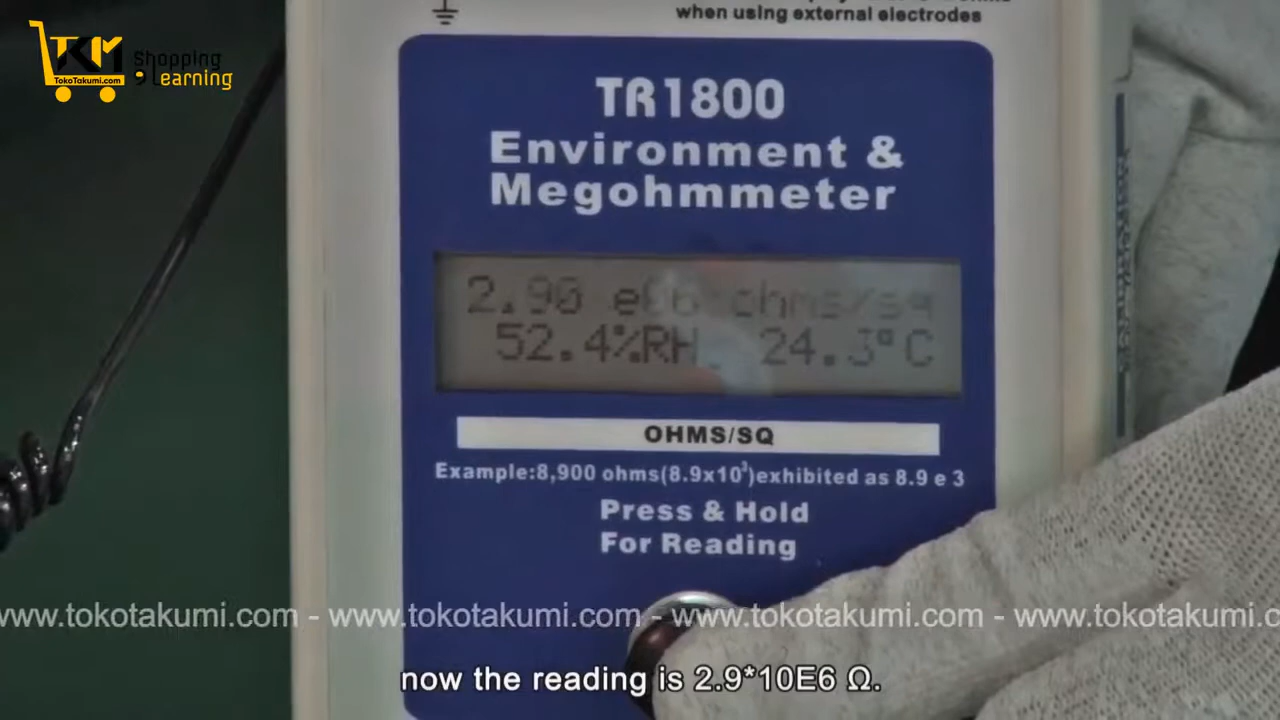 when using external electrodes
TKM
TokoTakumi.com
Shopping
Learning
TR1800
Environment &
Megohmmeter
2.90 e06 ohms/sq
52.4%RH 24.3°C
OHMS/SQ
Example:8,900 ohms(8.9x10³)exhibited as 8.9 e 3
Press & Hold
For Reading
www.tokotakumi.com - www.tokotakumi.com - www.tokotakumi.com - www.tokotakumi.c
now the reading is 2.9*10E6 Ω.